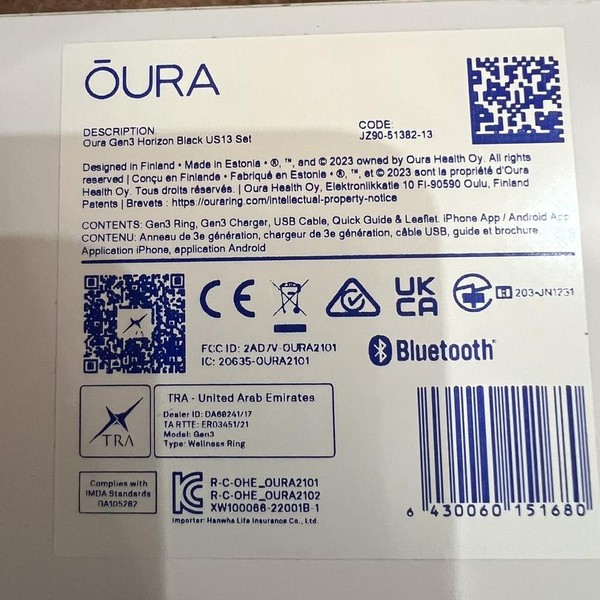 ŌURA
DESCRIPTION:
Oura Gen3 Horizon Black US13 Set
CODE:
JZ90-51382-13
Designed in Finland • Made in Estonia • ®, ™, and © 2023 owned by Oura Health Oy. All rights
reserved | Conçu en Finlande • Fabriqué en Estonie • ®, ™, et © 2023 sont la propriété d'Oura
Health Oy. Tous droits réservés. | Oura Health Oy, Elektroniikkatie 10 FI-90590 Oulu, Finland
Patents | Brevets : https://ouraring.com/intellectual-property-notice
CONTENTS: Gen3 Ring, Gen3 Charger, USB Cable, Quick Guide & Leaflet. iPhone App / Android App
CONTENU: Anneau de 3e génération, chargeur de 3e génération, câble USB, guide et brochure
Application iPhone, application Android
CE
UK
CA
203-JN1231
FCC ID: 2AD7V-OURA2101
IC: 20635-OURA2101
Bluetooth®
TRA
TRA - United Arab Emirates
Dealer ID: DA68241/17
TA RTTE: ER03451/21
Model: Gen3
Type: Wellness Ring
Complies with
IMDA Standards
DA105282
R-C-OHE_OURA2101
R-C-OHE_OURA2102
XW100066-22001B-1
Importer: Hanwha Life Insurance Co., Ltd.
6 430060 151680